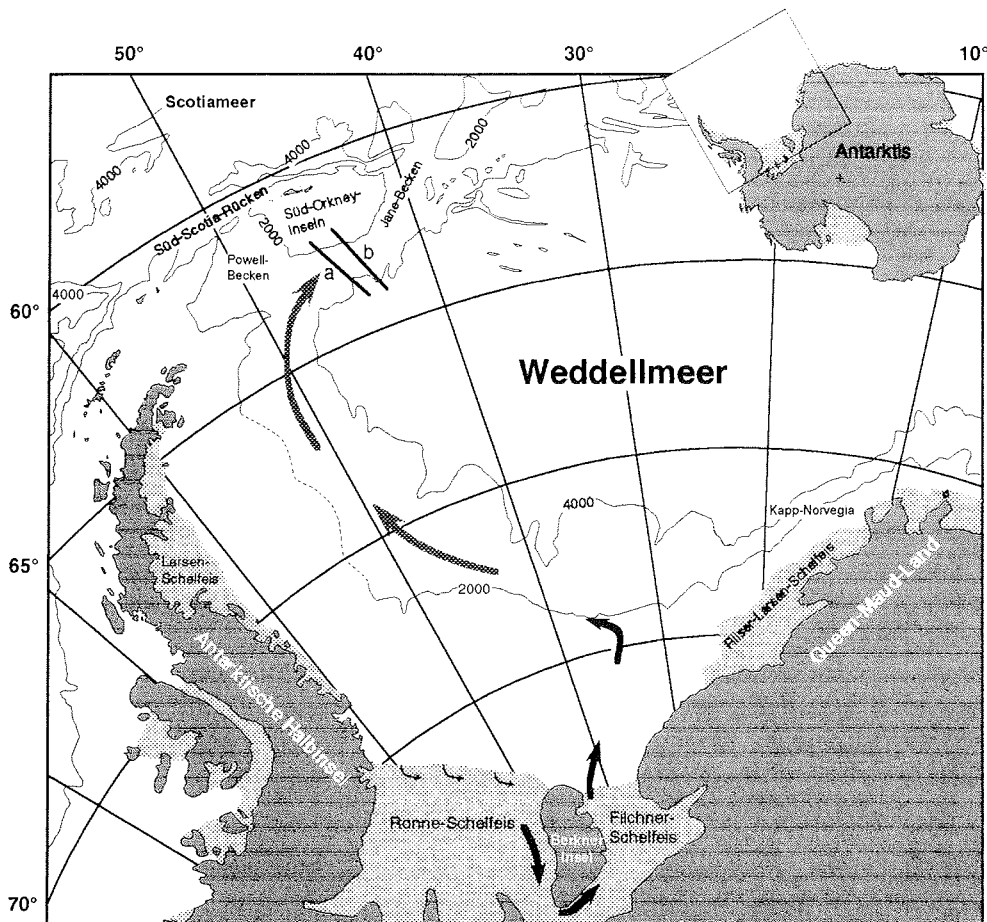 50°
40°
30°
10°
Scotiameer
4000
4000
2000
Antarktis
Süd-Scotia-Rücken
2000
Süd-Orkney-
Inseln
Jane-Becken
Powell-
Becken
a
b
4000
60°
Weddellmeer
4000
Kapp-Norvegia
65°
Larsen-
Schelfeis
2000
Riiser-Larsen-Schelfeis
Queen-Maud-Land
Antarktische Halbinsel
Ronne-Schelfeis
Berkner
Insel
Filchner-
Schelfeis
70°